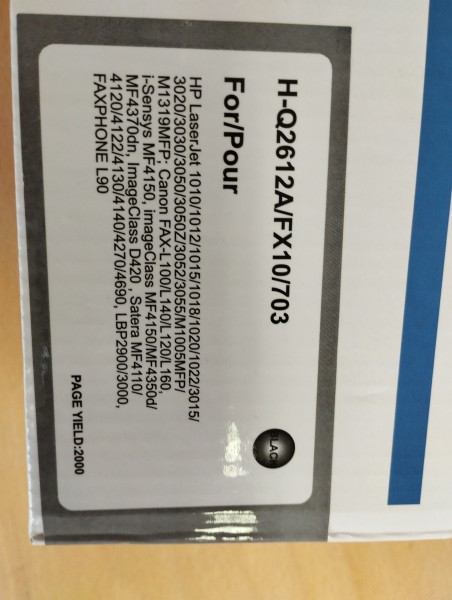 H-Q2612A/FX10/703
BLACK
For/Pour
HP LaserJet 1010/1012/1015/1018/1020/1022/3015/
3020/3030/3050/3050Z/3052/3055/M1005MFP/
M1319MFP; Canon FAX-L100/L140/L120/L160,
i-Sensys MF4150, imageClass MF4150/MF4350d/
MF4370dn, ImageClass D420 , Satera MF4110/
4120/4122/4130/4140/4270/4690, LBP2900/3000,
FAXPHONE L90
PAGE YIELD:2000